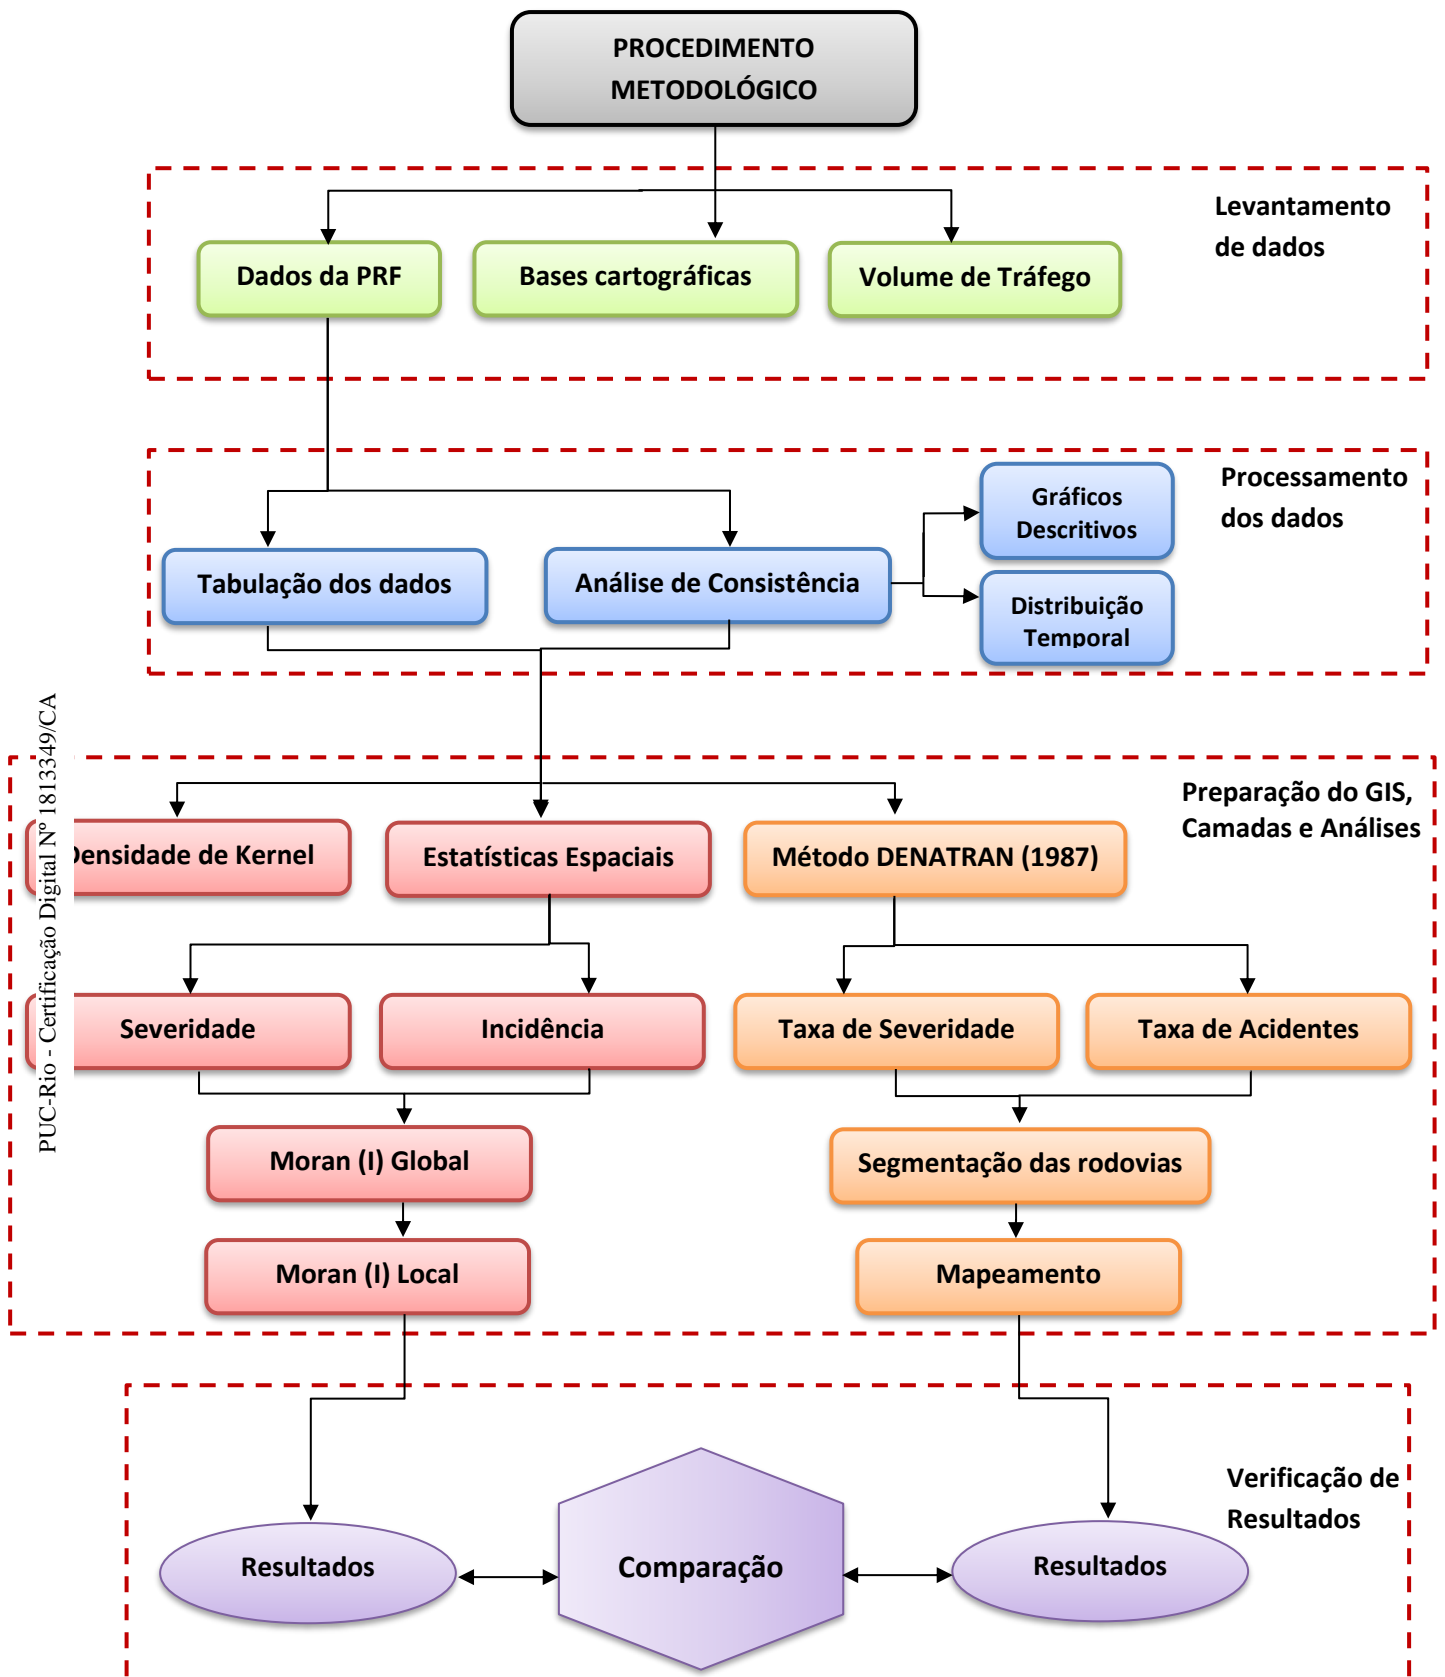 PROCEDIMENTO
METODOLÓGICO
Levantamento
de dados
Dados da PRF
Bases cartográficas
Volume de Tráfego
Processamento
dos dados
Gráficos
Descritivos
Tabulação dos dados
Análise de Consistência
Distribuição
Temporal
PUC-Rio - Certificação Digital Nº 1813349/CA
Preparação do GIS,
Camadas e Análises
Densidade de Kernel
Estatísticas Espaciais
Método DENATRAN (1987)
Severidade
Incidência
Taxa de Severidade
Taxa de Acidentes
Moran (I) Global
Segmentação das rodovias
Moran (I) Local
Mapeamento
Verificação de
Resultados
Resultados
Comparação
Resultados